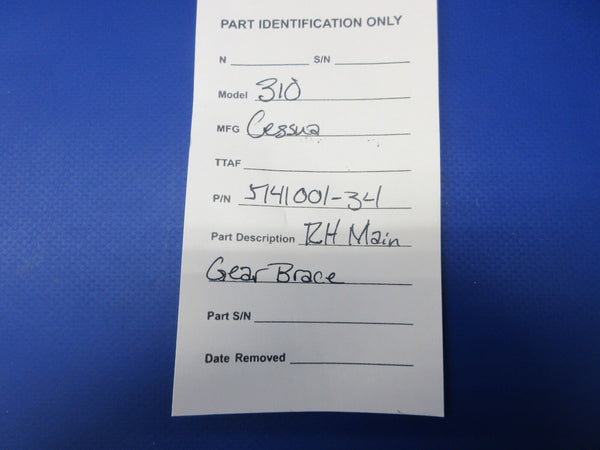 PART IDENTIFICATION ONLY
N S/N
Model 310
MFG Cessna
TTAF
P/N 5141001-34
Part Description RH Main
Gear Brace
Part S/N
Date Removed